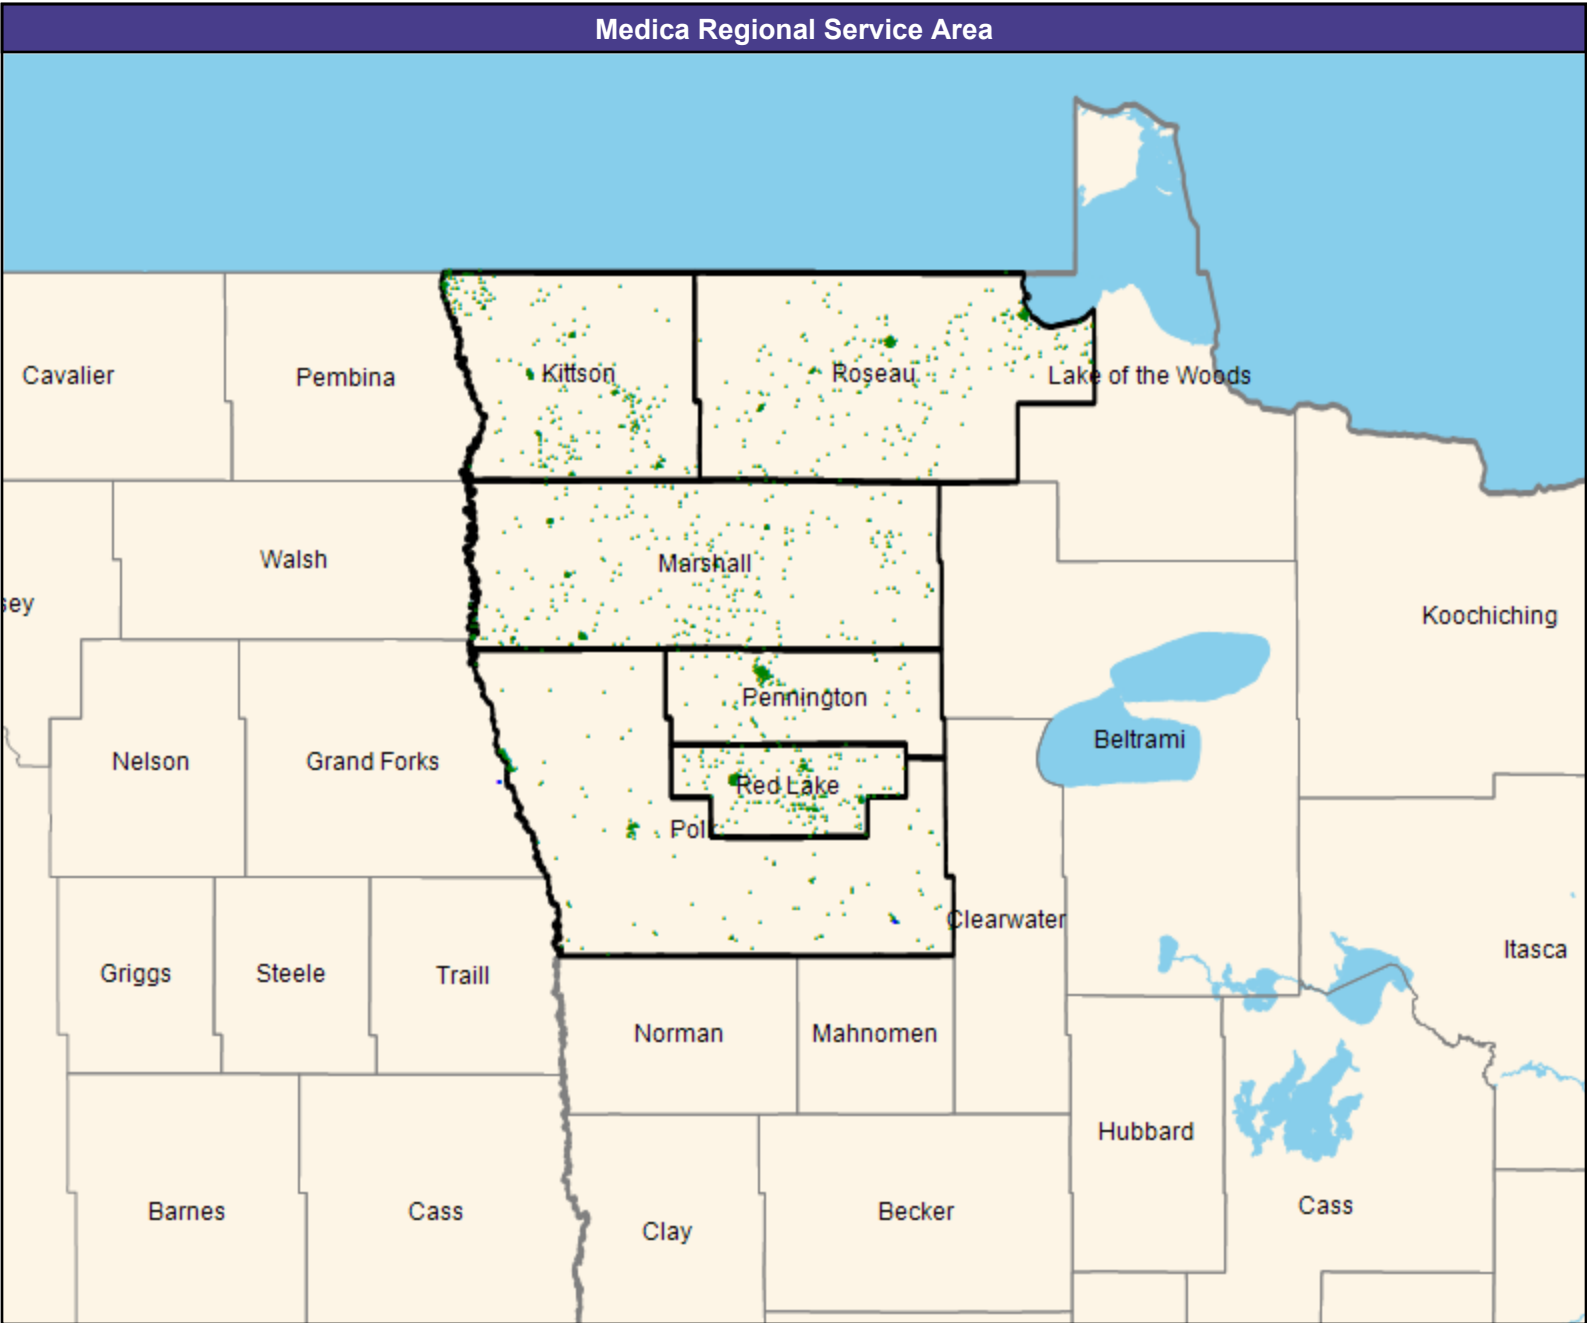 Medica Regional Service Area
Cavalier
Pembina
Kittson
Roseau
Lake of the Woods
Walsh
Marshall
sey
Koochiching
Nelson
Grand Forks
Pennington
Beltrami
Red Lake
Pol
Clearwater
Griggs
Steele
Traill
Itasca
Norman
Mahnomen
Hubbard
Barnes
Cass
Clay
Becker
Cass